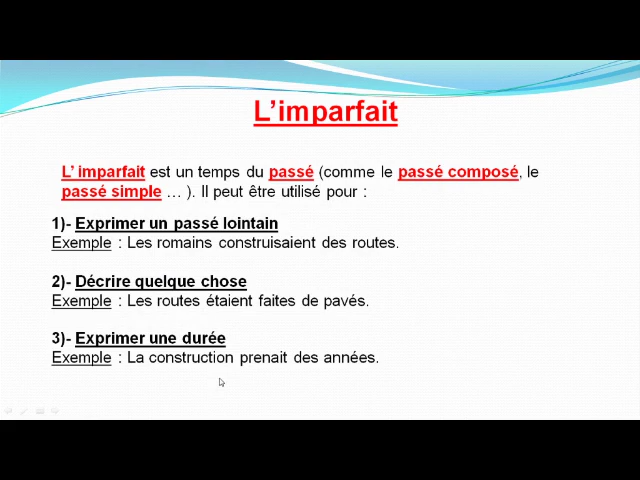 L’imparfait
L’ imparfait est un temps du passé (comme le passé composé, le
passé simple … ). Il peut être utilisé pour :
1)- Exprimer un passé lointain
Exemple : Les romains construisaient des routes.
2)- Décrire quelque chose
Exemple : Les routes étaient faites de pavés.
3)- Exprimer une durée
Exemple : La construction prenait des années.